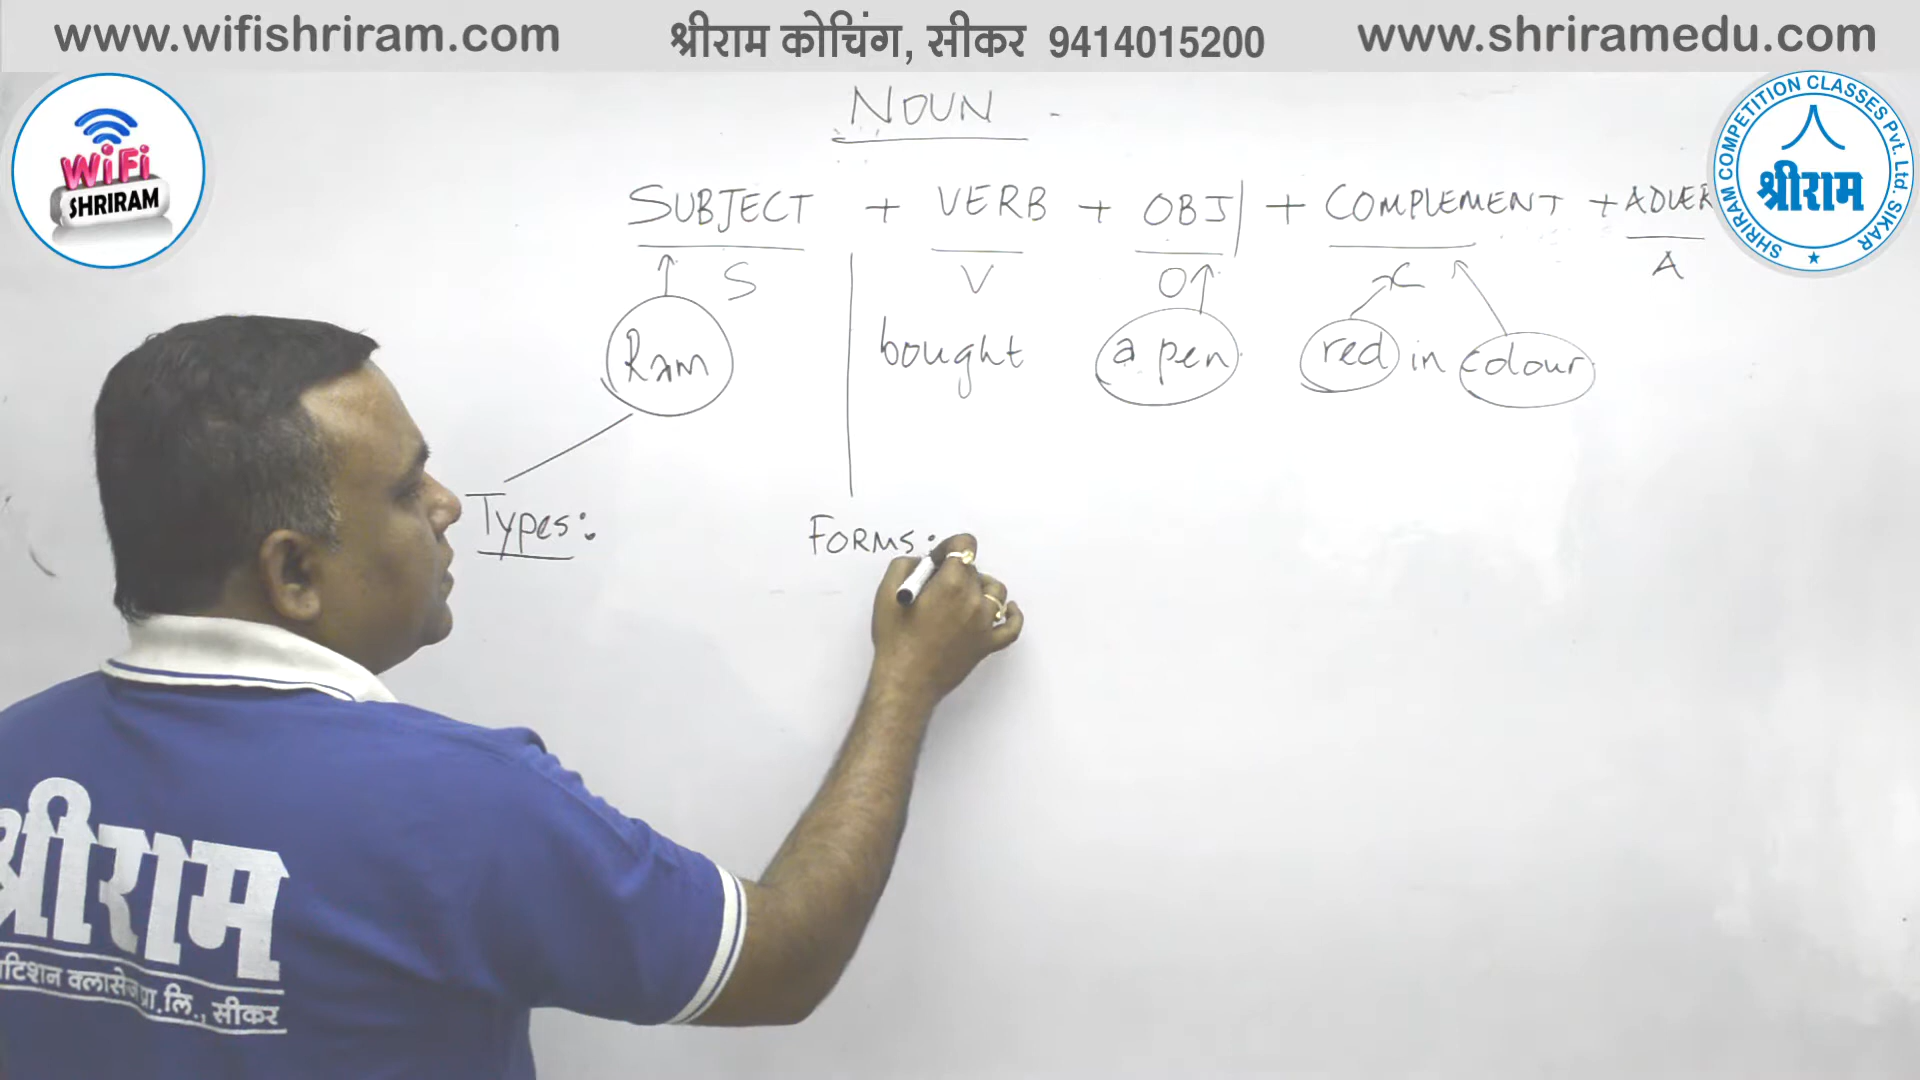 www.wifishriram.com श्रीराम कोचिंग, सीकर 9414015200 www.shriramedu.com
WiFi
SHRIRAM
SHRIRAM COMPETITION CLASSES Pvt. Ltd. SIKAR
श्रीराम
NOUN
SUBJECT + VERB + OBJ + COMPLEMENT + ADVER
S V O C A
Ram bought a pen red in colour
Types:
FORMS:
श्रीराम
प्रा.लि., सीकर